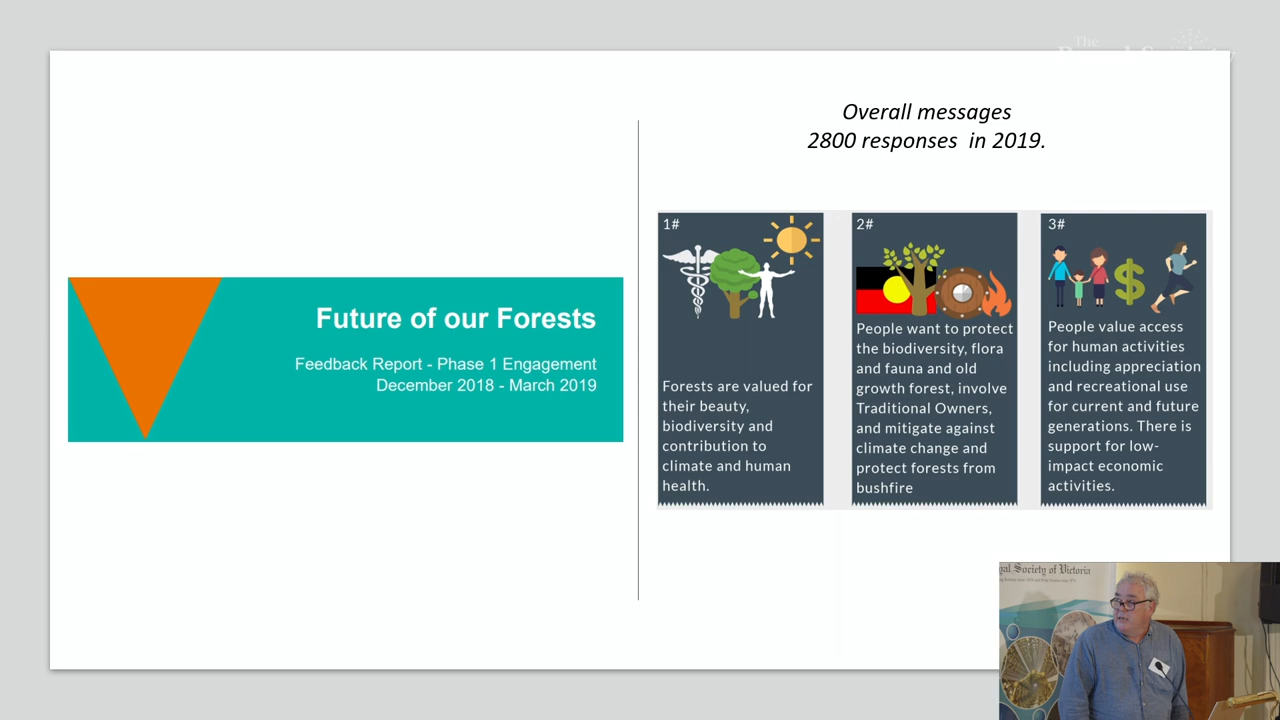 The
Overall messages
2800 responses in 2019.
Future of our Forests
Feedback Report - Phase 1 Engagement
December 2018 - March 2019
1#
Forests are valued for
their beauty,
biodiversity and
contribution to
climate and human
health.
2#
People want to protect
the biodiversity, flora
and fauna and old
growth forest, involve
Traditional Owners,
and mitigate against
climate change and
protect forests from
bushfire
3#
People value access
for human activities
including appreciation
and recreational use
for current and future
generations. There is
support for low-
impact economic
activities.
Society of Victoria